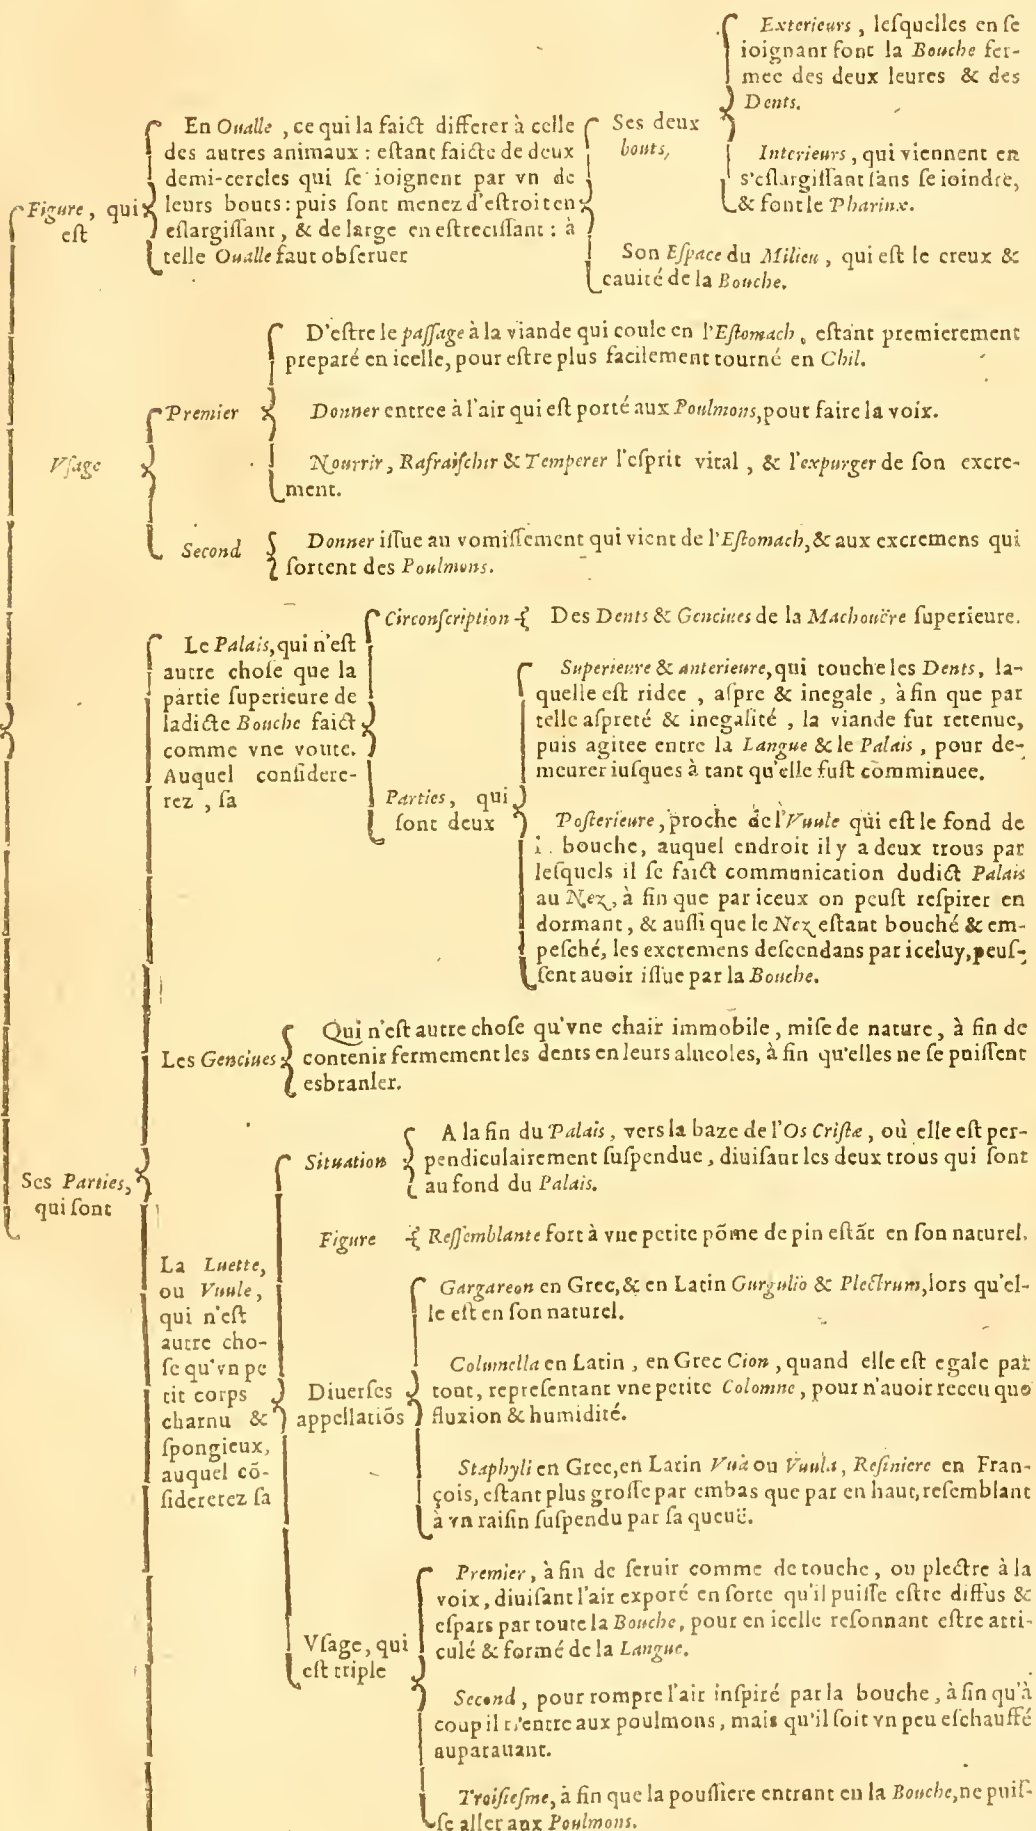 Exterieurs, leſquelles en ſe
ioignant font la Bouche fer-
mee des deux leures & des
Dents.
Interieurs, qui viennent en
s'eſlargiſſant ſans ſe ioindre,
& font le Pharinx.
Ses deux
bouts,
Son Eſpace du Milieu, qui eſt le creux &
cauité de la Bouche.
En Oualle, ce qui la faict differer à celle
des autres animaux : eſtant faicte de deux
demi-cercles qui ſe ioignent par vn de
leurs bouts : puis ſont menez d'eſtroit en
eſlargiſſant, & de large en eſtreciſſant : à
telle Oualle faut obſeruer
Figure, qui
eſt
D'eſtre le paſſage à la viande qui coule en l'Eſtomach, eſtant premierement
preparé en icelle, pour eſtre plus facilement tourné en Chil.
Premier
Donner entree à l'air qui eſt porté aux Poulmons, pour faire la voix.
Nourrir, Rafraiſchir & Temperer l'eſprit vital, & l'expurger de ſon excre-
ment.
Vſage
Second
Donner iſſue au vomiſſement qui vient de l'Eſtomach, & aux excremens qui
ſortent des Poulmons.
Circonſcription
Des Dents & Genciues de la Machouëre ſuperieure.
Le Palais, qui n'eſt
autre choſe que la
partie ſuperieure de
ladicte Bouche faict
comme vne voute.
Auquel conſidere-
rez, ſa
Parties, qui
ſont deux
Superieure & anterieure, qui touche les Dents, la-
quelle eſt ridee, aſpre & inegale, à fin que par
telle aſpreté & inegalité, la viande fut retenue,
puis agitee entre la Langue & le Palais, pour de-
meurer iuſques à tant qu'elle fuſt comminuee.
Poſterieure, proche de l'Vuule qui eſt le fond de
bouche, auquel endroit il y a deux trous par
leſquels il ſe faict communication dudict Palais
au Nez, à fin que par iceux on peuſt reſpirer en
dormant, & auſſi que le Nez eſtant bouché & em-
peſché, les excremens deſcendans par iceluy, peuſ-
ſent auoir iſſue par la Bouche.
Les Genciues
Qui n'eſt autre choſe qu'vne chair immobile, miſe de nature, à fin de
contenir fermement les dents en leurs alueoles, à fin qu'elles ne ſe puiſſent
esbranler.
Ses Parties,
qui ſont
Situation
A la fin du Palais, vers la baze de l'Os Criſtæ, où elle eſt per-
pendiculairement ſuſpendue, diuiſant les deux trous qui ſont
au fond du Palais.
Figure
Reſſemblante fort à vne petite põme de pin eſtãt en ſon naturel.
La Luette,
ou Vuule,
qui n'eſt
autre cho-
ſe qu'vn pe
tit corps
charnu &
ſpongieux,
auquel cõ-
ſidererez ſa
Diuerſes
appellatiõs
Gargareon en Grec, & en Latin Gurgulio & Plectrum, lors qu'el-
le eſt en ſon naturel.
Columella en Latin, en Grec Cion, quand elle eſt egale par
tout, repreſentant vne petite Colomne, pour n'auoir receu que
fluxion & humidité.
Staphyli en Grec, en Latin Vua ou Vuula, Reſiniere en Fran-
çois, eſtant plus groſſe par embas que par en haut, reſemblant
à vn raiſin ſuſpendu par ſa queuë.
Vſage, qui
eſt triple
Premier, à fin de ſeruir comme de touche, ou plectre à la
voix, diuiſant l'air exporé en ſorte qu'il puiſſe eſtre diffus &
eſpars par toute la Bouche, pour en icelle reſonnant eſtre arti-
culé & formé de la Langue.
Second, pour rompre l'air inſpiré par la bouche, à fin qu'à
coup il n'entre aux poulmons, mais qu'il ſoit vn peu eſchauffé
auparauant.
Troiſieſme, à fin que la pouſſiere entrant en la Bouche, ne puiſ-
ſe aller aux Poulmons.